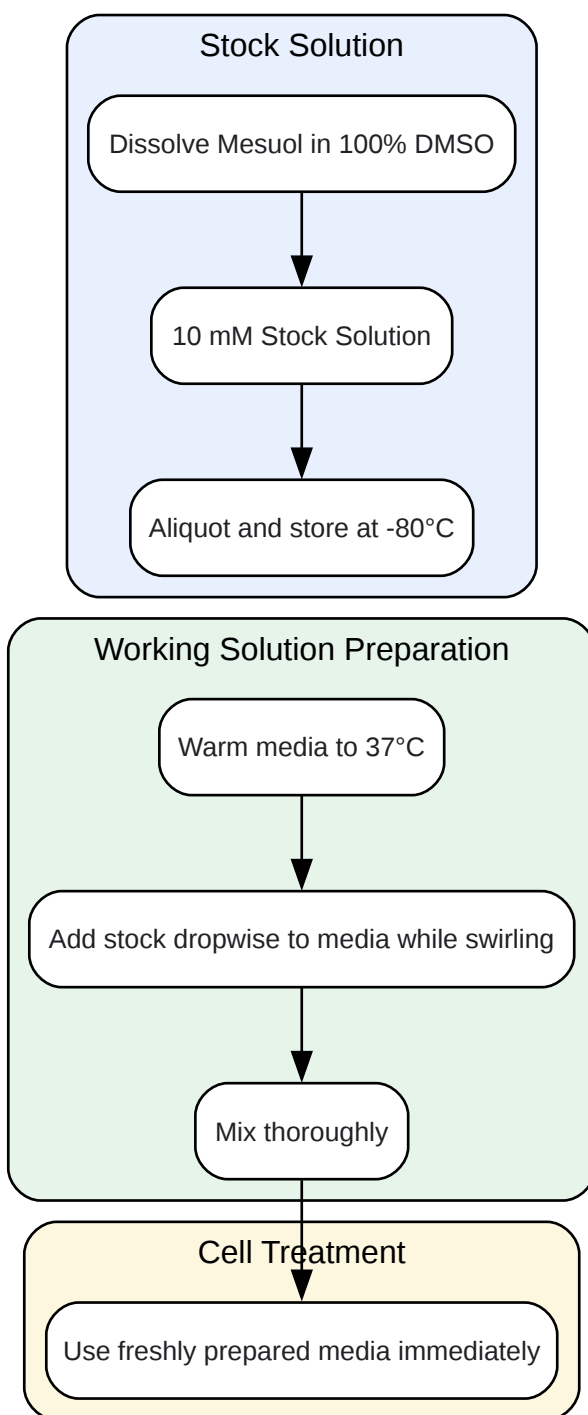 Stock Solution
Dissolve Mesuol in 100% DMSO
10 mM Stock Solution
Aliquot and store at -80°C
Working Solution Preparation
Warm media to 37°C
Add stock dropwise to media while swirling
Mix thoroughly
Cell Treatment
Use freshly prepared media immediately